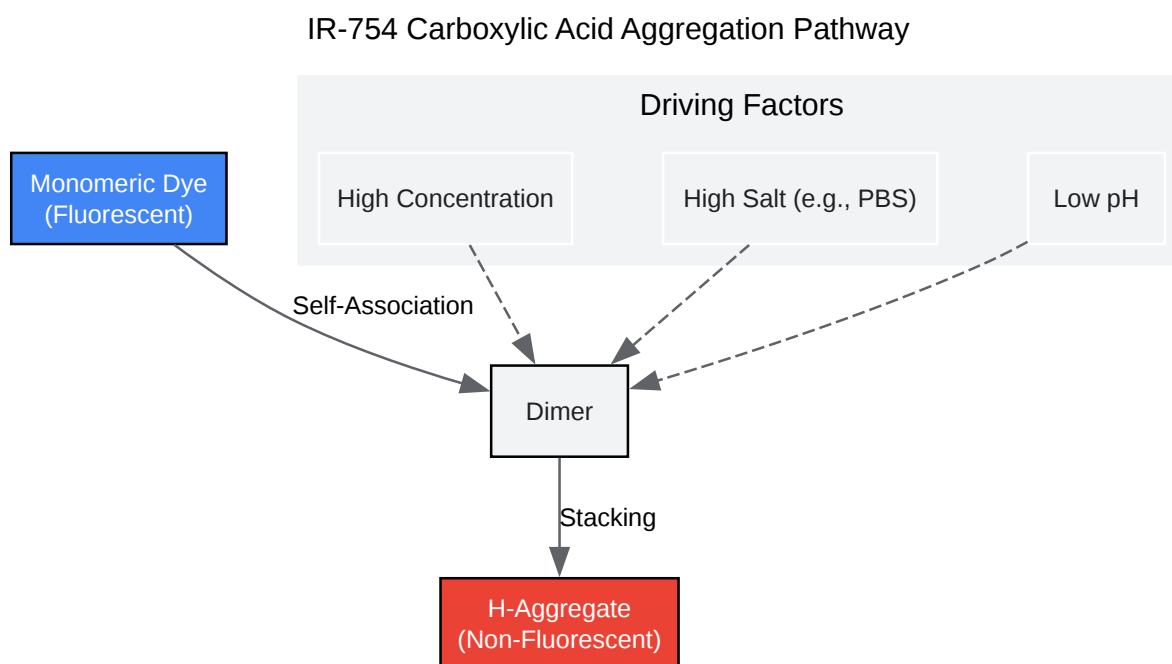 IR-754 Carboxylic Acid Aggregation Pathway
Driving Factors
Monomeric Dye
(Fluorescent)
High Concentration
High Salt (e.g., PBS)
Low pH
Self-Association
Dimer
Stacking
H-Aggregate
(Non-Fluorescent)